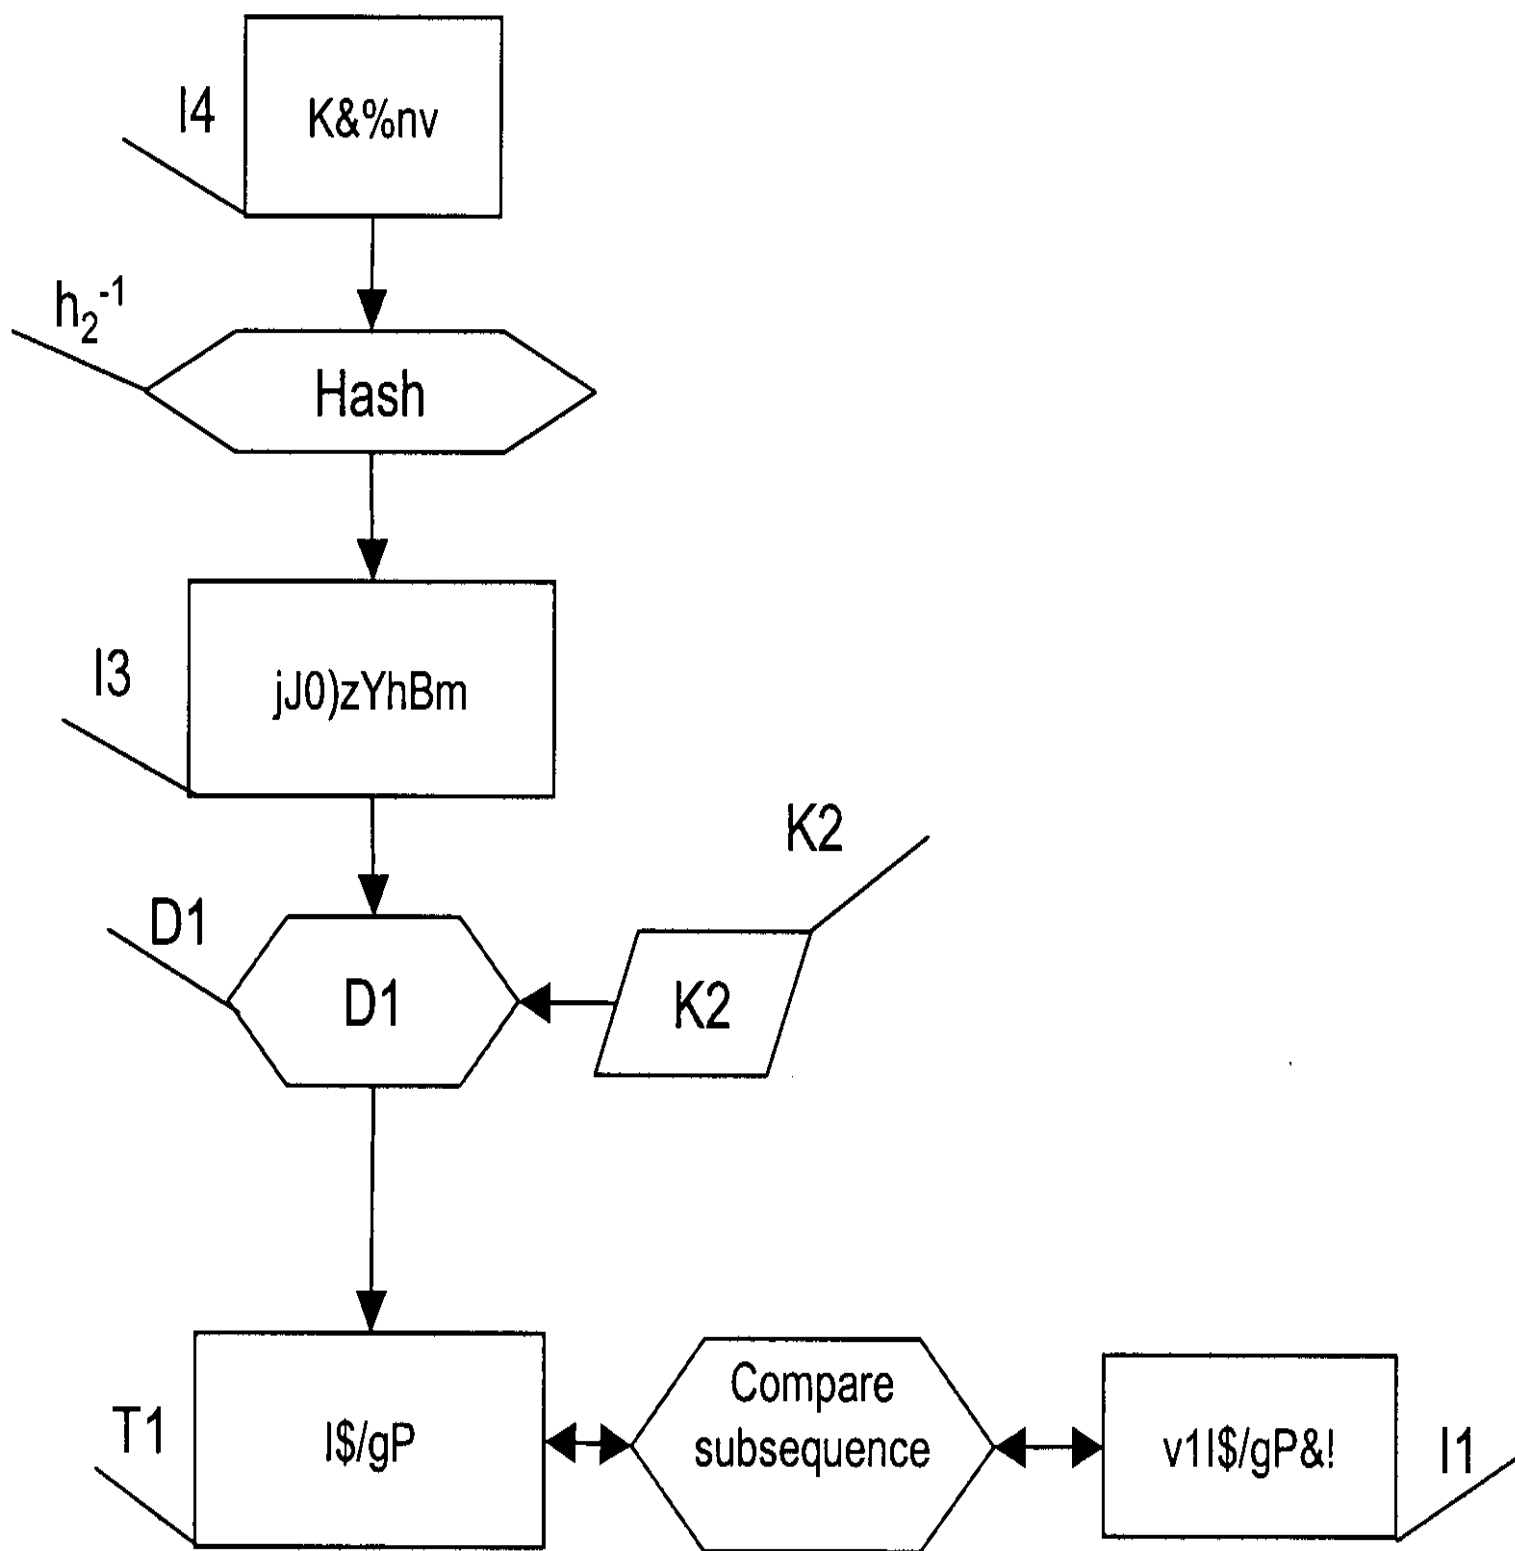 I4
K&%nv
h₂⁻¹
Hash
I3
jJ0)zYhBm
K2
D1
D1
K2
Compare
subsequence
T1
I$/gP
v1I$/gP&!
I1